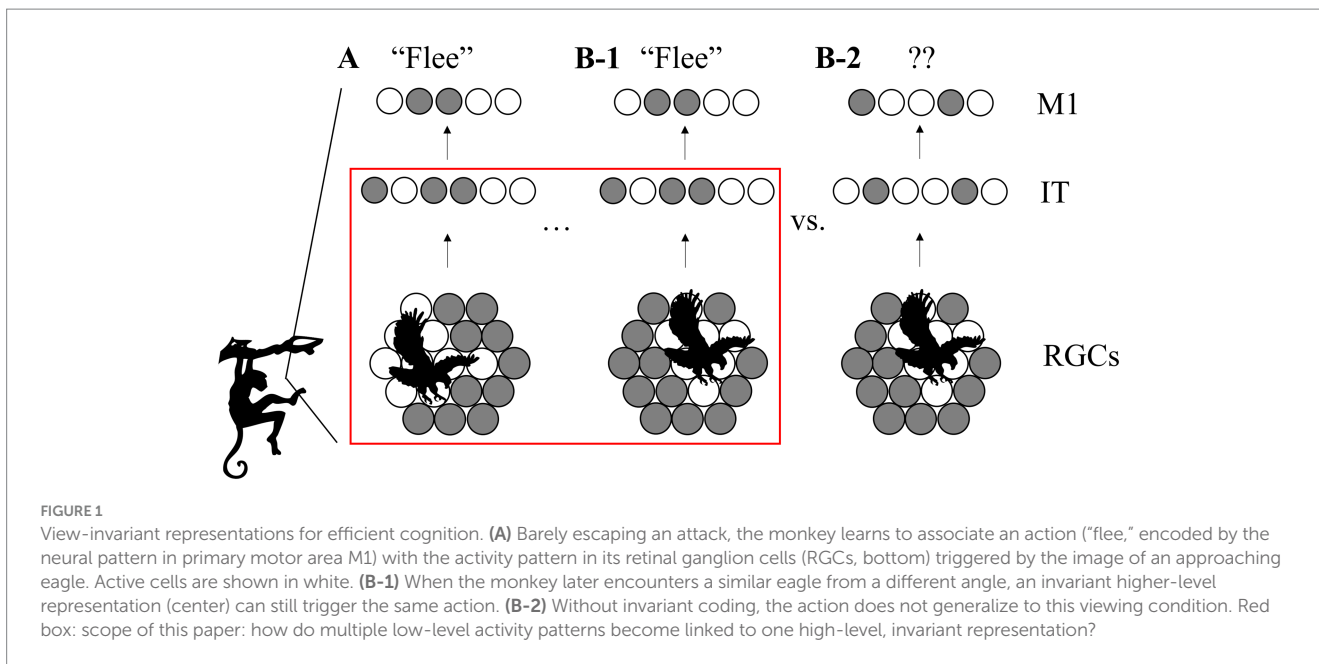 A “Flee” B-1 “Flee” B-2 ??
M1
IT
... vs.
RGCs
FIGURE 1
View-invariant representations for efficient cognition. (A) Barely escaping an attack, the monkey learns to associate an action (“flee,” encoded by the
neural pattern in primary motor area M1) with the activity pattern in its retinal ganglion cells (RGCs, bottom) triggered by the image of an approaching
eagle. Active cells are shown in white. (B-1) When the monkey later encounters a similar eagle from a different angle, an invariant higher-level
representation (center) can still trigger the same action. (B-2) Without invariant coding, the action does not generalize to this viewing condition. Red
box: scope of this paper: how do multiple low-level activity patterns become linked to one high-level, invariant representation?